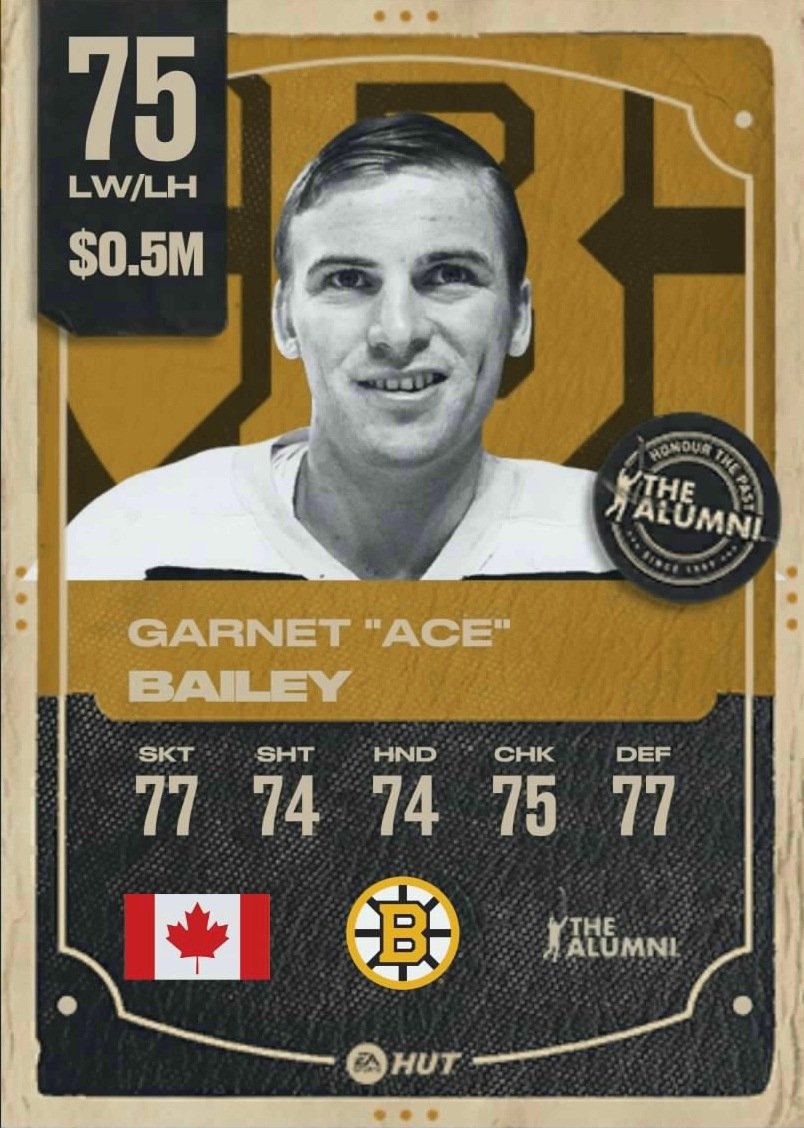 75
LW/LH
$0.5M
HONOUR THE PAST
THE
ALUMNI
GARNET "ACE"
BAILEY
SKT SHT HND CHK DEF
77 74 74 75 77
B
THE
ALUMNI
EA
HUT